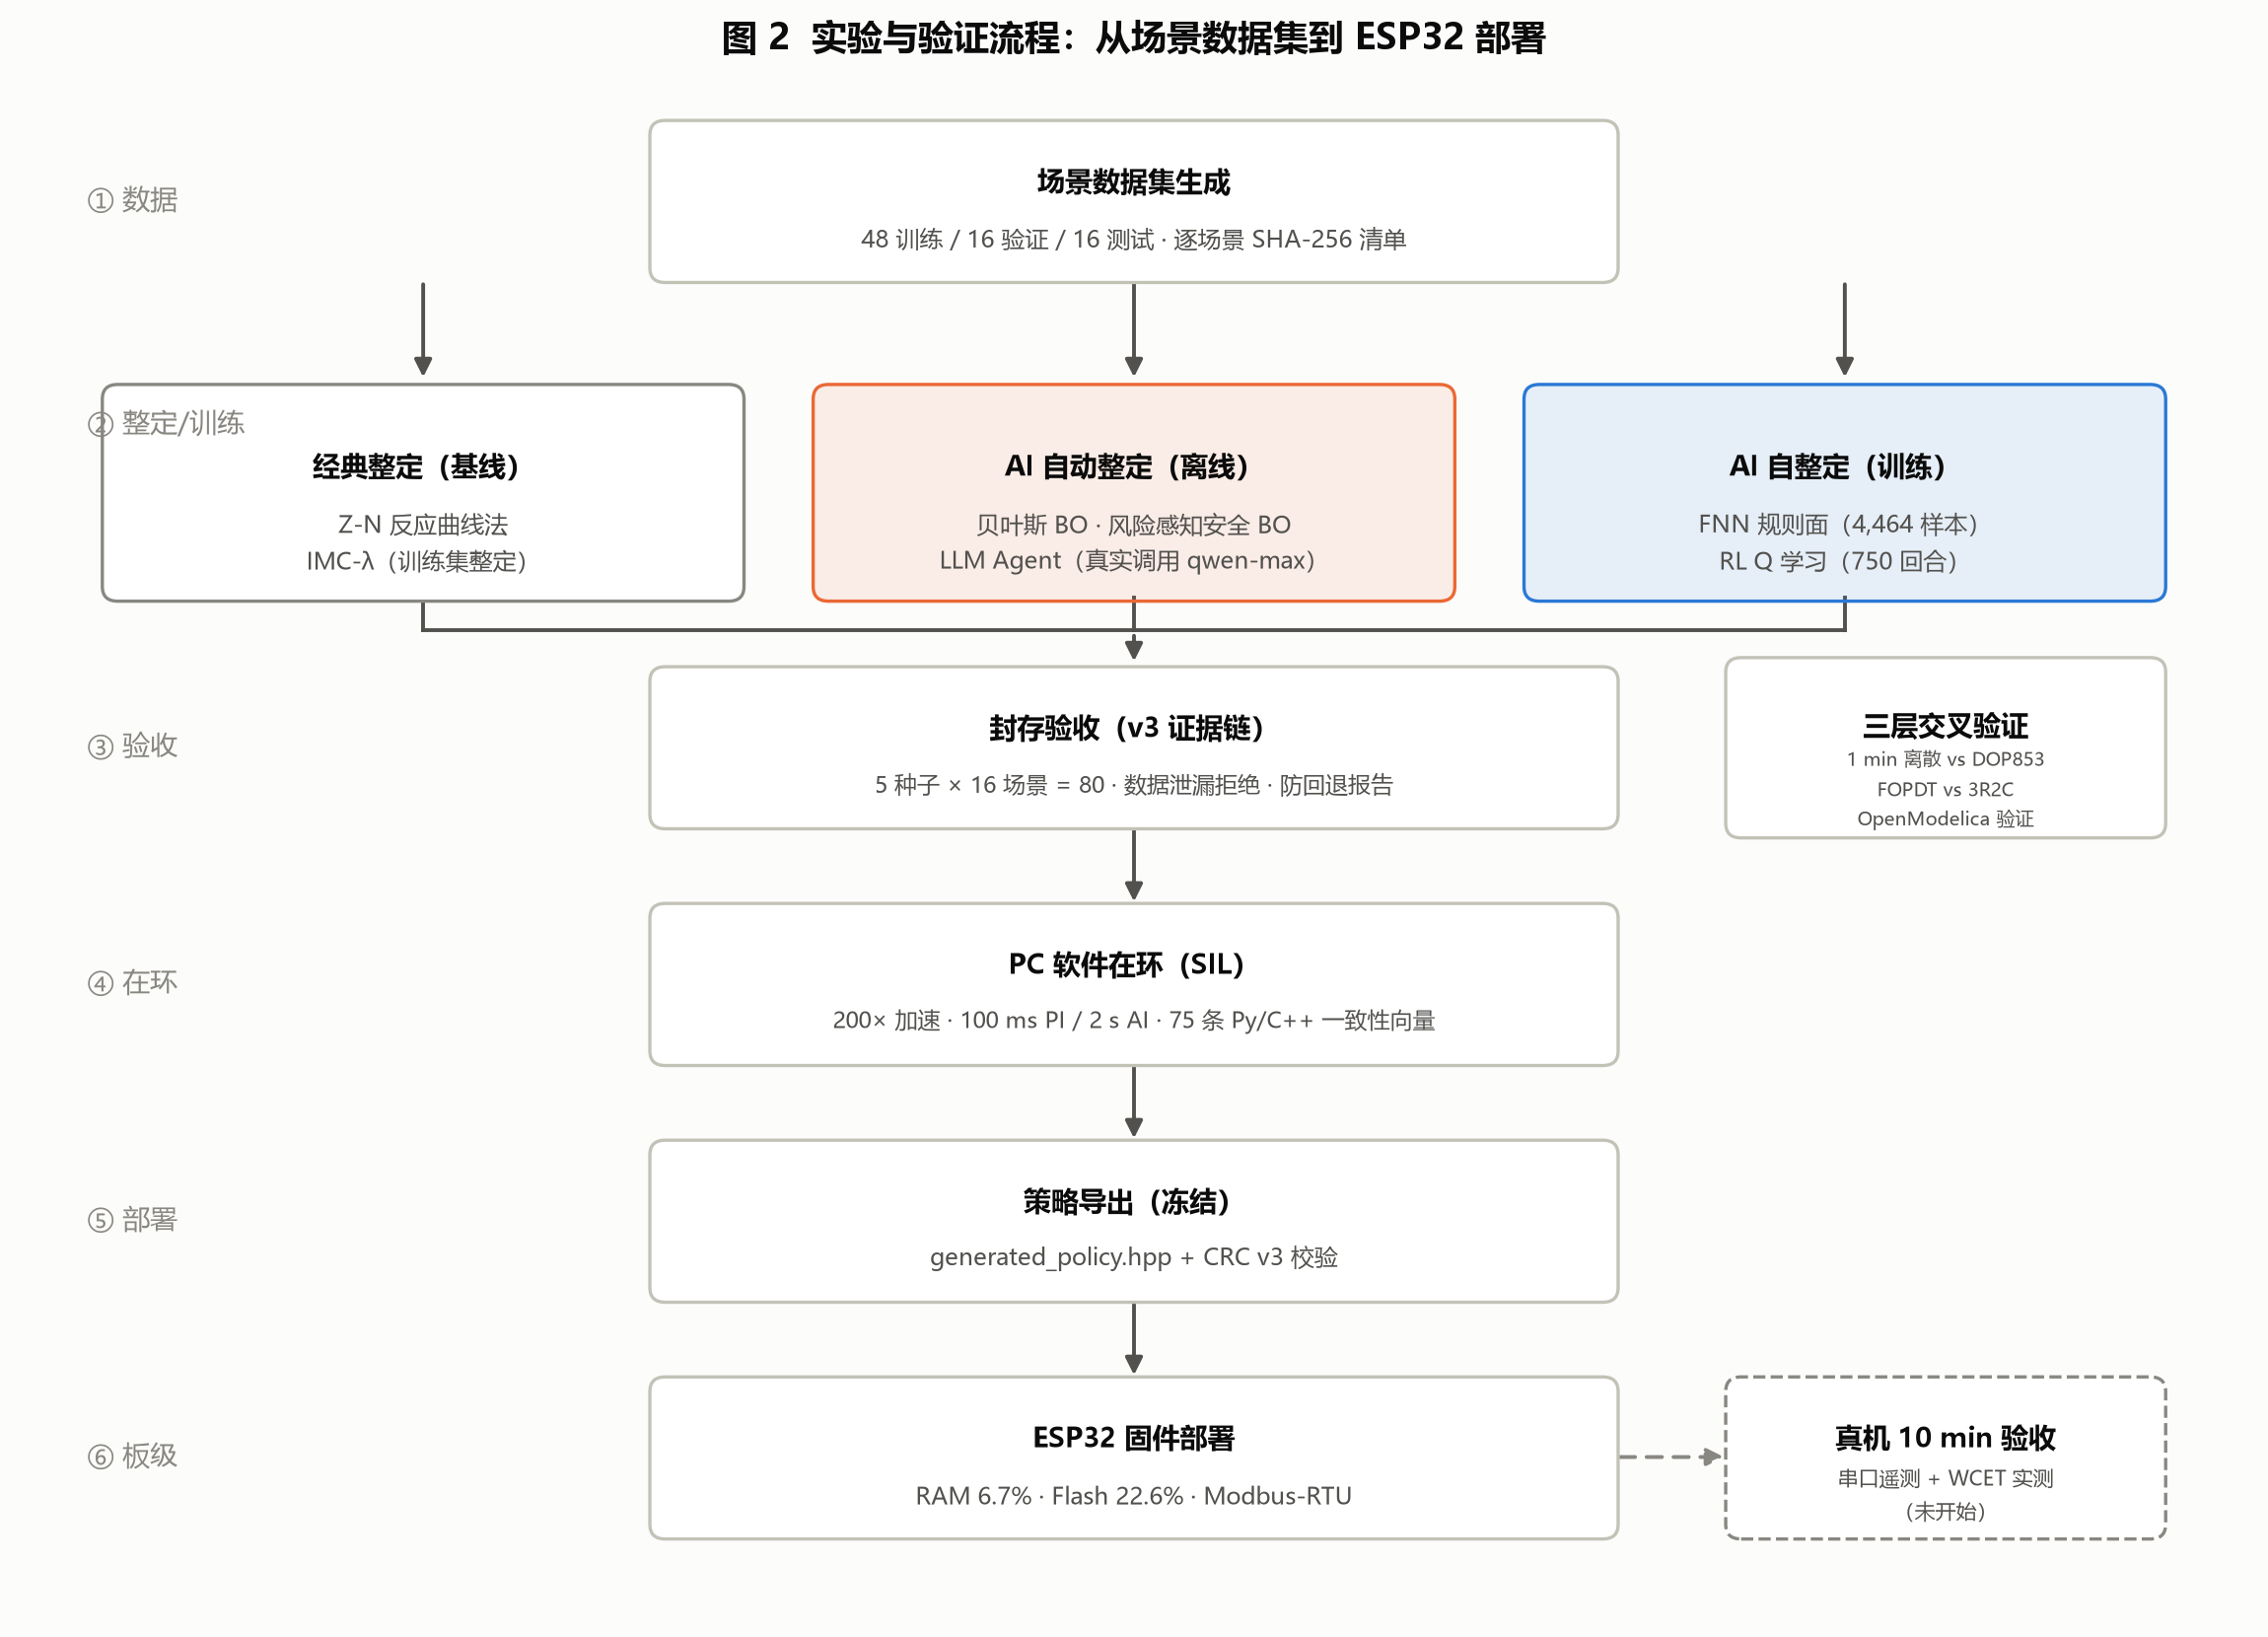 图 2 实验与验证流程：从场景数据集到 ESP32 部署
① 数据
场景数据集生成
48 训练 / 16 验证 / 16 测试 · 逐场景 SHA-256 清单
② 整定/训练
经典整定（基线）
Z-N 反应曲线法
IMC-λ（训练集整定）
AI 自动整定（离线）
贝叶斯 BO · 风险感知安全 BO
LLM Agent（真实调用 qwen-max）
AI 自整定（训练）
FNN 规则面（4,464 样本）
RL Q 学习（750 回合）
③ 验收
封存验收（v3 证据链）
5 种子 × 16 场景 = 80 · 数据泄漏拒绝 · 防回退报告
三层交叉验证
1 min 离散 vs DOP853
FOPDT vs 3R2C
OpenModelica 验证
④ 在环
PC 软件在环（SIL）
200× 加速 · 100 ms PI / 2 s AI · 75 条 Py/C++ 一致性向量
⑤ 部署
策略导出（冻结）
generated_policy.hpp + CRC v3 校验
⑥ 板级
ESP32 固件部署
RAM 6.7% · Flash 22.6% · Modbus-RTU
真机 10 min 验收
串口遥测 + WCET 实测
（未开始）